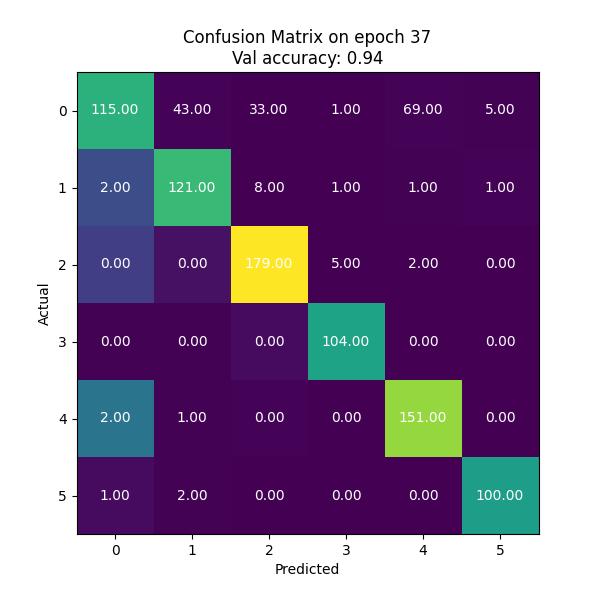 Confusion Matrix on epoch 37
Val accuracy: 0.94
Actual
0 115.00 43.00 33.00 1.00 69.00 5.00
1 2.00 121.00 8.00 1.00 1.00 1.00
2 0.00 0.00 179.00 5.00 2.00 0.00
3 0.00 0.00 0.00 104.00 0.00 0.00
4 2.00 1.00 0.00 0.00 151.00 0.00
5 1.00 2.00 0.00 0.00 0.00 100.00
0 1 2 3 4 5
Predicted